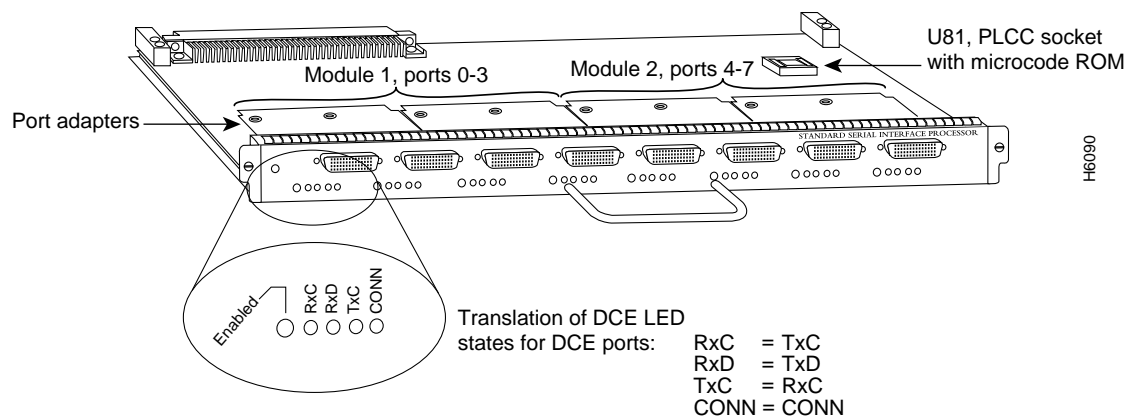 U81, PLCC socket
with microcode ROM
Module 1, ports 0-3
Module 2, ports 4-7
Port adapters
STANDARD SERIAL INTERFACE PROCESSOR
H6090
Enabled
RxC
RxD
TxC
CONN
Translation of DCE LED
states for DCE ports:
RxC = TxC
RxD = TxD
TxC = RxC
CONN = CONN